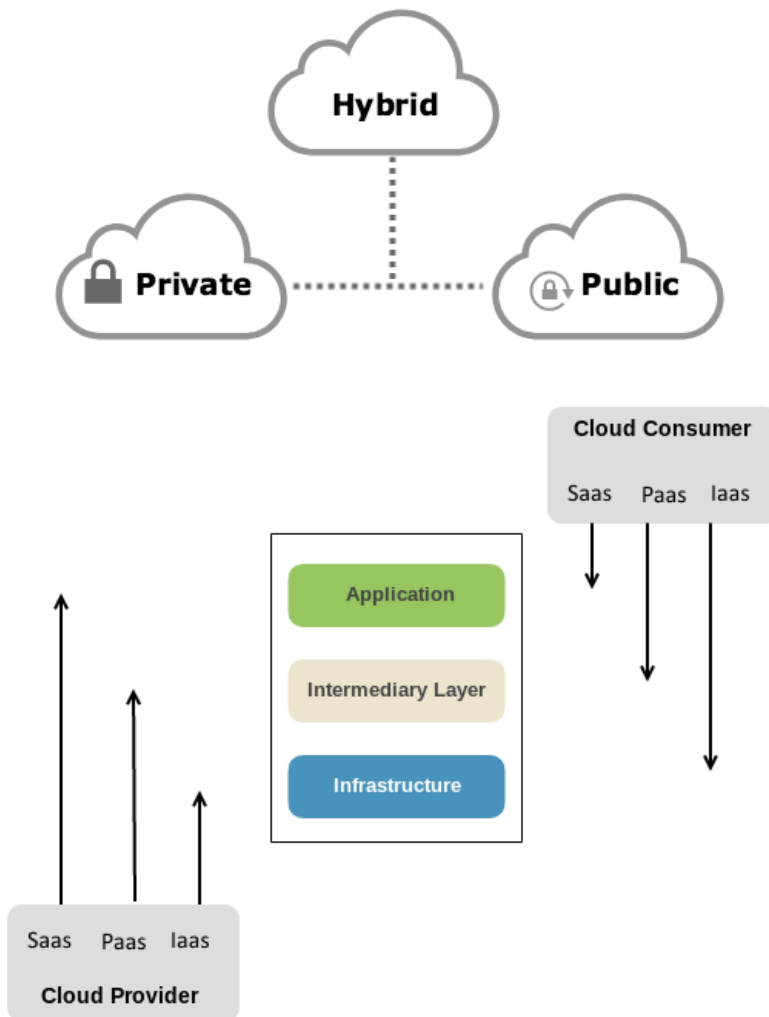 Hybrid
Private
Public
Cloud Consumer
Saas Paas Iaas
Application
Intermediary Layer
Infrastructure
Saas Paas Iaas
Cloud Provider